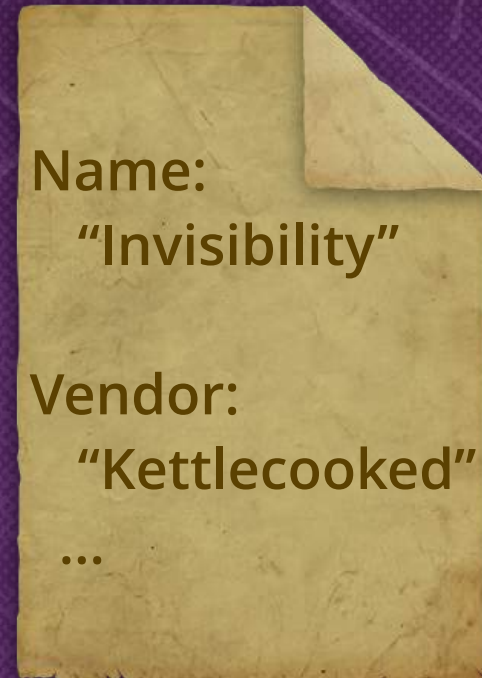 Name:
“Invisibility”
Vendor:
“Kettlecooked”
...